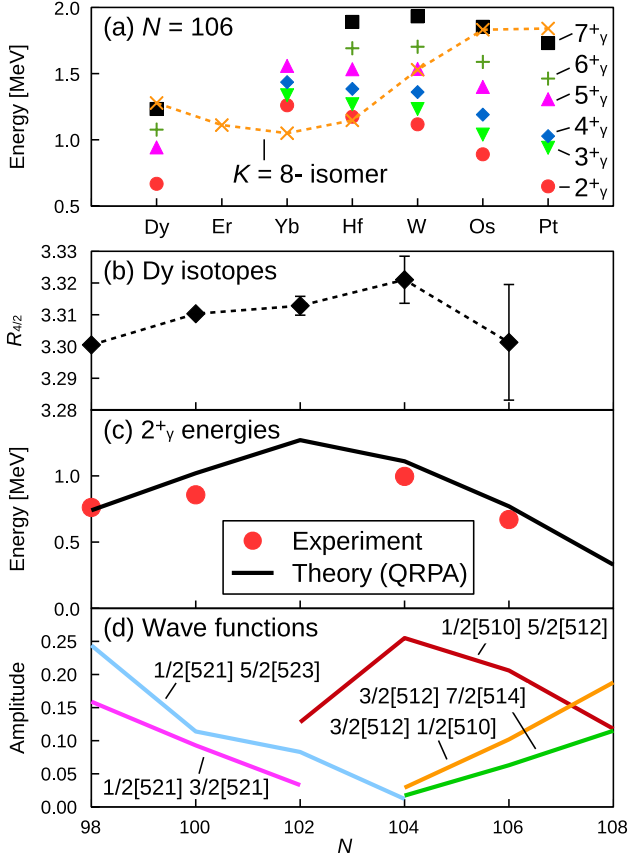 (a) N = 106
Energy [MeV]
2.0
1.5
1.0
0.5
K = 8- isomer
7⁺γ
6⁺γ
5⁺γ
4⁺γ
3⁺γ
2⁺γ
Dy Er Yb Hf W Os Pt
(b) Dy isotopes
R4/2
3.33
3.32
3.31
3.30
3.29
3.28
(c) 2⁺γ energies
Energy [MeV]
1.0
0.5
0.0
Experiment
Theory (QRPA)
(d) Wave functions
Amplitude
0.25
0.20
0.15
0.10
0.05
0.00
1/2[510] 5/2[512]
1/2[521] 5/2[523]
3/2[512] 7/2[514]
3/2[512] 1/2[510]
1/2[521] 3/2[521]
98 100 102 104 106 108
N